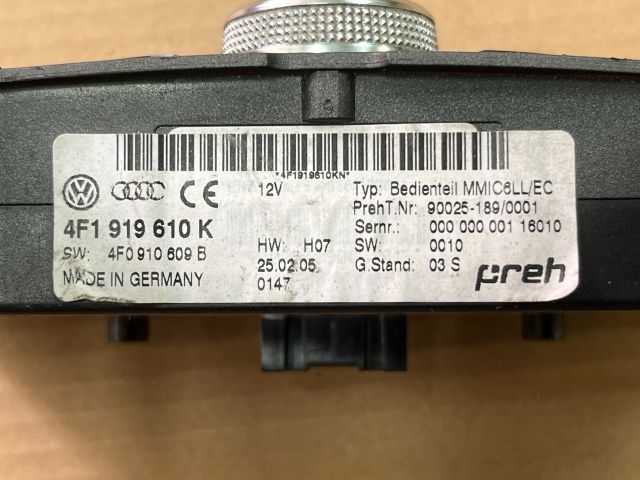 *4F1919610KN*
12V
4F1 919 610 K
SW: 4F0 910 609 B
MADE IN GERMANY
HW: H07
25.02.05
0147
Typ: Bedienteil MMIC6LL/EC
PrehT.Nr: 90025-189/0001
Sernr.: 000 000 001 16010
SW: 0010
G.Stand: 03 S
preh